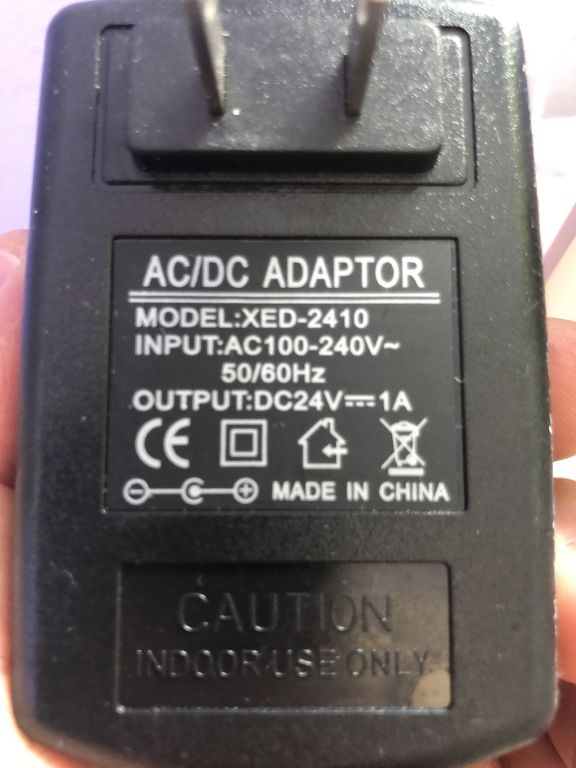 AC/DC ADAPTOR
MODEL:XED-2410
INPUT:AC100-240V~
50/60Hz
OUTPUT:DC24V⎓1A
CE
MADE IN CHINA
CAUTION
INDOOR USE ONLY